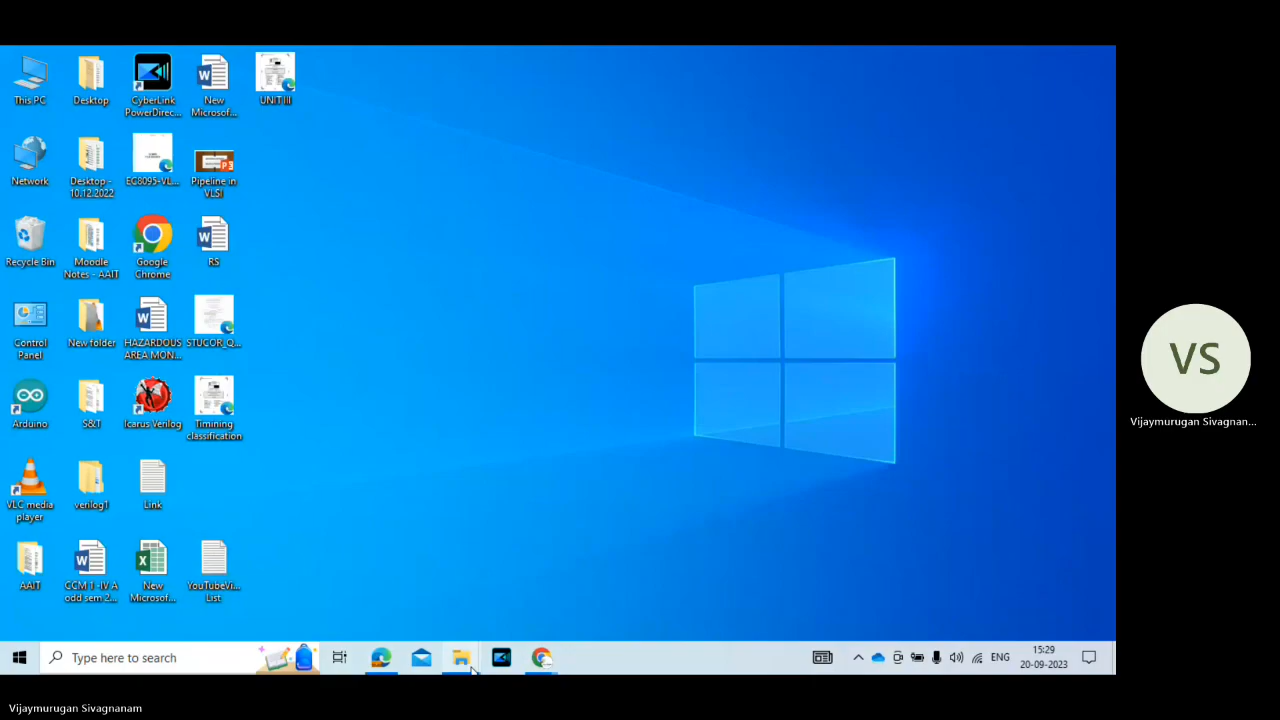 This PC
Desktop
CyberLink
PowerDirec...
New
Microsof...
UNIT III
Network
Desktop -
10.12.2022
EC8095-VL...
Pipeline in
VLSI
Recycle Bin
Moodle
Notes - AAIT
Google
Chrome
RS
Control
Panel
New folder
HAZARDOUS
AREA MON...
STUCOR_Q...
Arduino
S&T
Icarus Verilog
Timining
classification
VLC media
player
verilog1
Link
AAIT
CCM 1 -IV A
odd sem 2...
New
Microsof...
YouTubeVi...
List
VS
Vijaymurugan Sivagnan...
Type here to search
ENG
15:29
20-09-2023
Vijaymurugan Sivagnanam